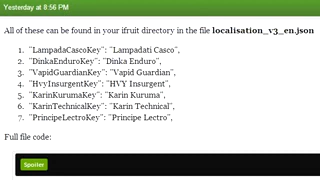 Yesterday at 8:56 PM
All of these can be found in your ifruit directory in the file localisation_v3_en.json
1. "LampadaCascoKey": "Lampadati Casco",
2. "DinkaEnduroKey": "Dinka Enduro",
3. "VapidGuardianKey": "Vapid Guardian",
4. "HvyInsurgentKey": "HVY Insurgent",
5. "KarinKurumaKey": "Karin Kuruma",
6. "KarinTechnicalKey": "Karin Technical",
7. "PrincipeLectroKey": "Principe Lectro",
Full file code:
Spoiler